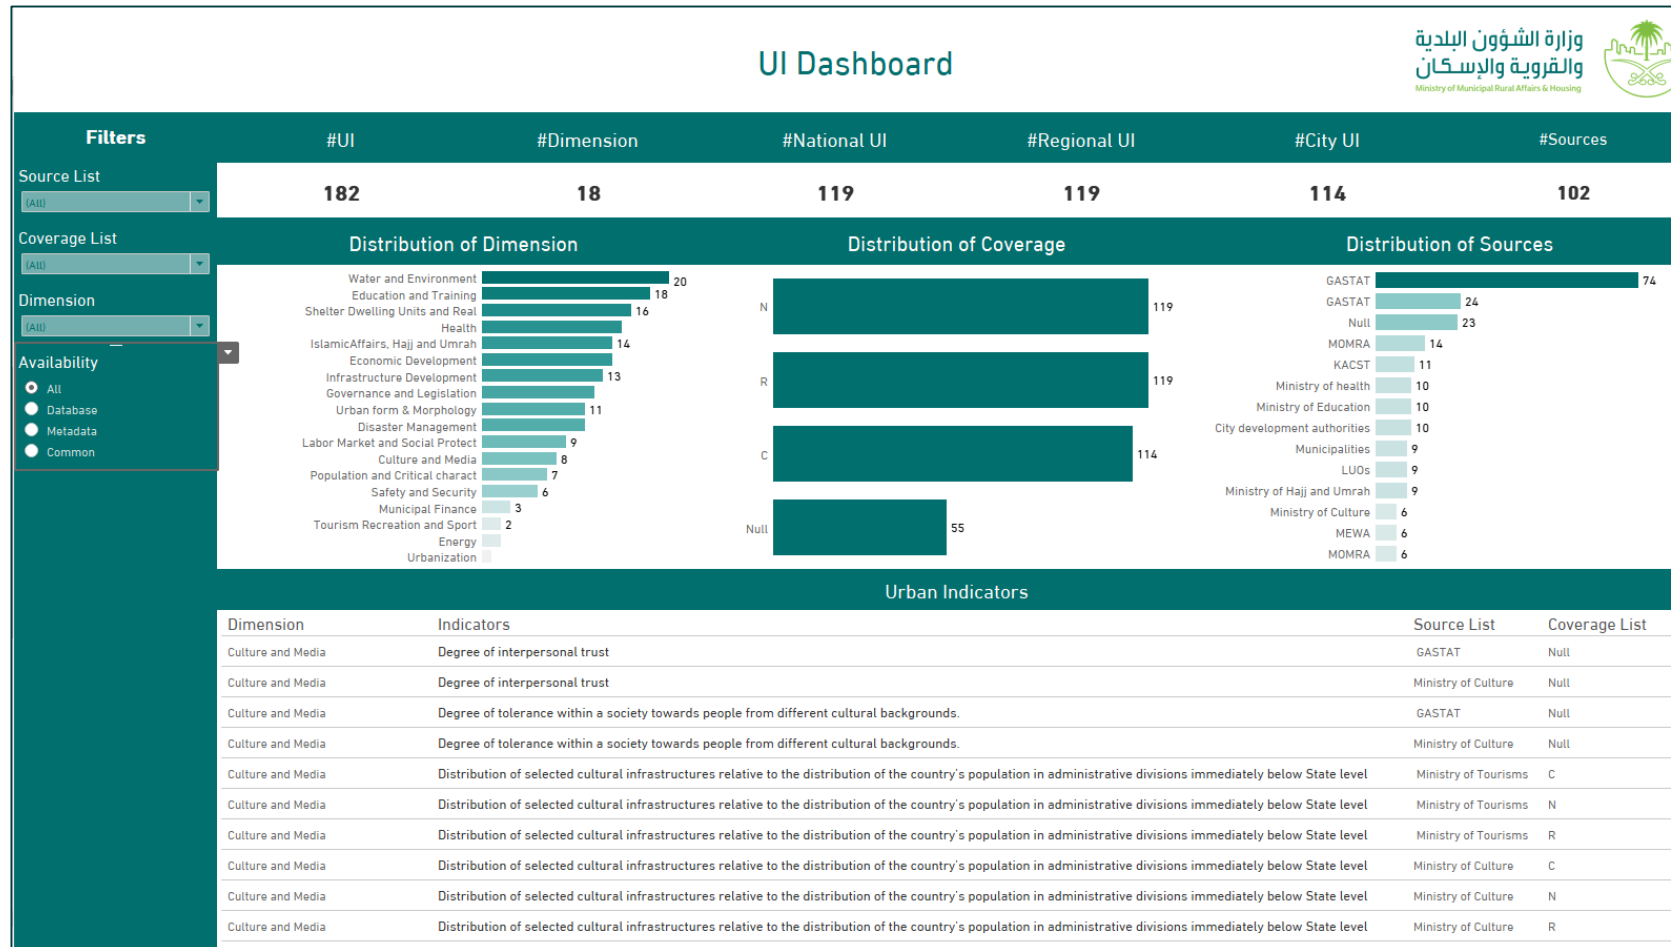 UI Dashboard
وزارة الشؤون البلدية
والقروية والإسكان
Ministry of Municipal Rural Affairs & Housing
Filters
#UI #Dimension #National UI #Regional UI #City UI #Sources
182 18 119 119 114 102
Source List
(All)
Coverage List
(All)
Dimension
(All)
Availability
All
Database
Metadata
Common
Distribution of Dimension
Water and Environment 20
Education and Training 18
Shelter Dwelling Units and Real 16
Health
IslamicAffairs, Hajj and Umrah 14
Economic Development
Infrastructure Development 13
Governance and Legislation
Urban form & Morphology 11
Disaster Management
Labor Market and Social Protect 9
Culture and Media 8
Population and Critical charact 7
Safety and Security 6
Municipal Finance 3
Tourism Recreation and Sport 2
Energy
Urbanization
Distribution of Coverage
N 119
R 119
C 114
Null 55
Distribution of Sources
GASTAT 74
GASTAT 24
Null 23
MOMRA 14
KACST 11
Ministry of health 10
Ministry of Education 10
City development authorities 10
Municipalities 9
LUOs 9
Ministry of Hajj and Umrah 9
Ministry of Culture 6
MEWA 6
MOMRA 6
Urban Indicators
Dimension Indicators Source List Coverage List
Culture and Media Degree of interpersonal trust GASTAT Null
Culture and Media Degree of interpersonal trust Ministry of Culture Null
Culture and Media Degree of tolerance within a society towards people from different cultural backgrounds. GASTAT Null
Culture and Media Degree of tolerance within a society towards people from different cultural backgrounds. Ministry of Culture Null
Culture and Media Distribution of selected cultural infrastructures relative to the distribution of the country's population in administrative divisions immediately below State level Ministry of Tourisms C
Culture and Media Distribution of selected cultural infrastructures relative to the distribution of the country's population in administrative divisions immediately below State level Ministry of Tourisms N
Culture and Media Distribution of selected cultural infrastructures relative to the distribution of the country's population in administrative divisions immediately below State level Ministry of Tourisms R
Culture and Media Distribution of selected cultural infrastructures relative to the distribution of the country's population in administrative divisions immediately below State level Ministry of Culture C
Culture and Media Distribution of selected cultural infrastructures relative to the distribution of the country's population in administrative divisions immediately below State level Ministry of Culture N
Culture and Media Distribution of selected cultural infrastructures relative to the distribution of the country's population in administrative divisions immediately below State level Ministry of Culture R